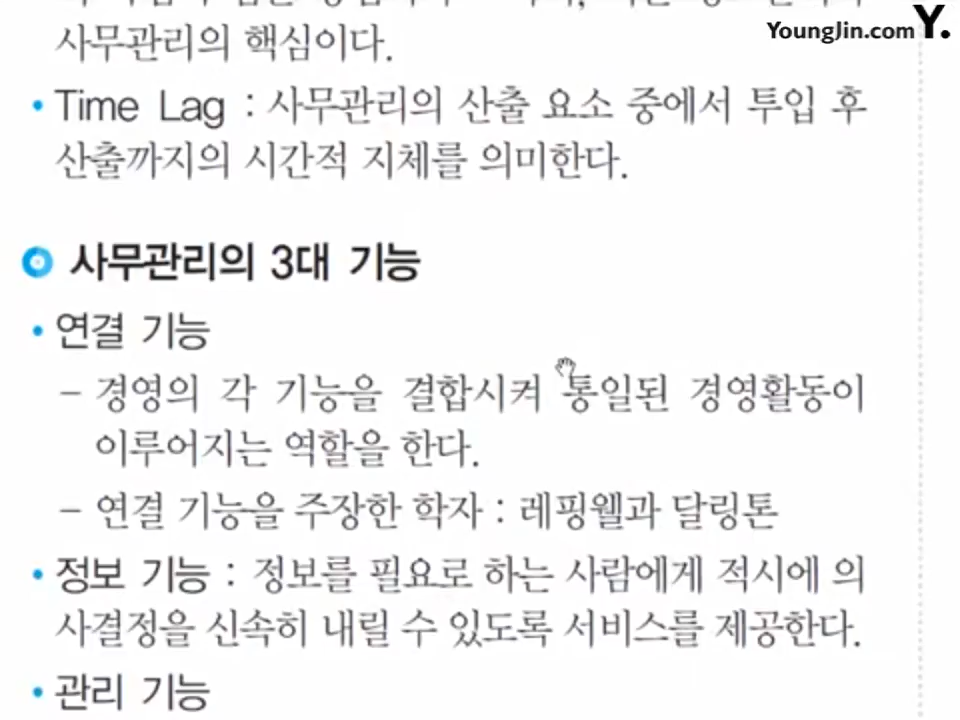 YoungJin.com Y.
사무관리의 핵심이다.
• Time Lag : 사무관리의 산출 요소 중에서 투입 후
산출까지의 시간적 지체를 의미한다.
사무관리의 3대 기능
• 연결 기능
– 경영의 각 기능을 결합시켜 통일된 경영활동이
이루어지는 역할을 한다.
– 연결 기능을 주장한 학자 : 레핑웰과 달링톤
• 정보 기능 : 정보를 필요로 하는 사람에게 적시에 의
사결정을 신속히 내릴 수 있도록 서비스를 제공한다.
• 관리 기능